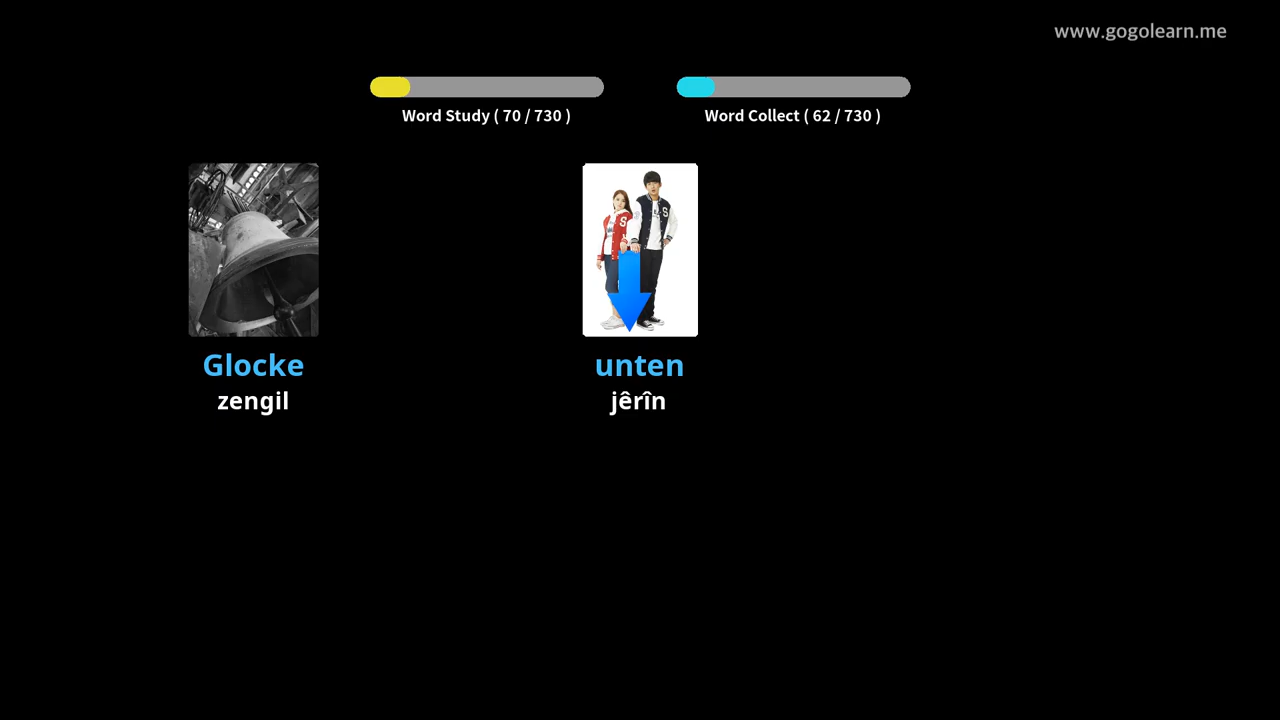 www.gogolearn.me
Word Study ( 70 / 730 )
Word Collect ( 62 / 730 )
S
S
Glocke
zengil
unten
jêrîn